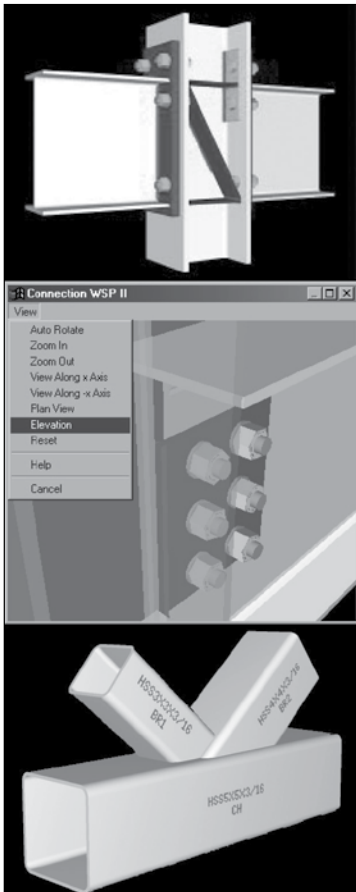 Connection WSP II
View
Auto Rotate
Zoom In
Zoom Out
View Along x Axis
View Along -x Axis
Plan View
Elevation
Reset
Help
Cancel
HSS3X3X3/16
BR1
HSS4X4X3/16
BR2
HSS5X5X3/16
CH